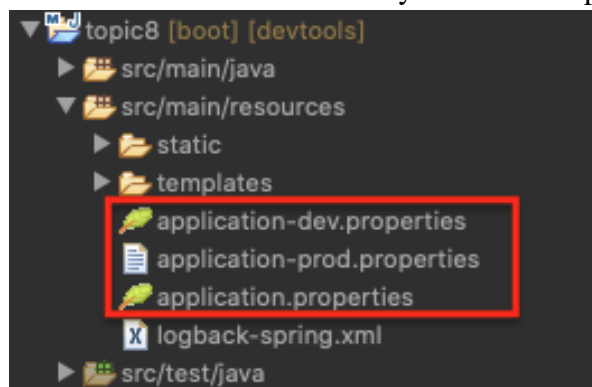 topic8 [boot] [devtools]
src/main/java
src/main/resources
static
templates
application-dev.properties
application-prod.properties
application.properties
logback-spring.xml
src/test/java